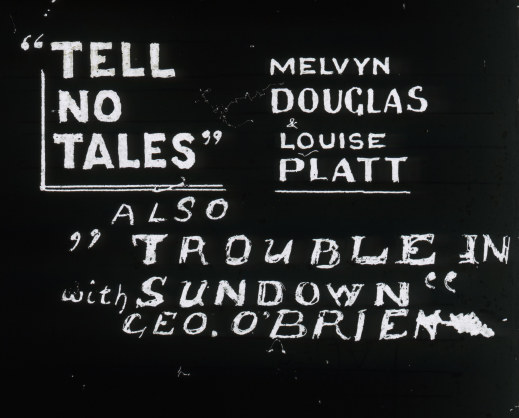 “TELL
NO
TALES”
MELVYN
DOUGLAS
&
LOUISE
PLATT
ALSO
” TROUBLE IN
with SUNDOWN “
GEO. O'BRIEN